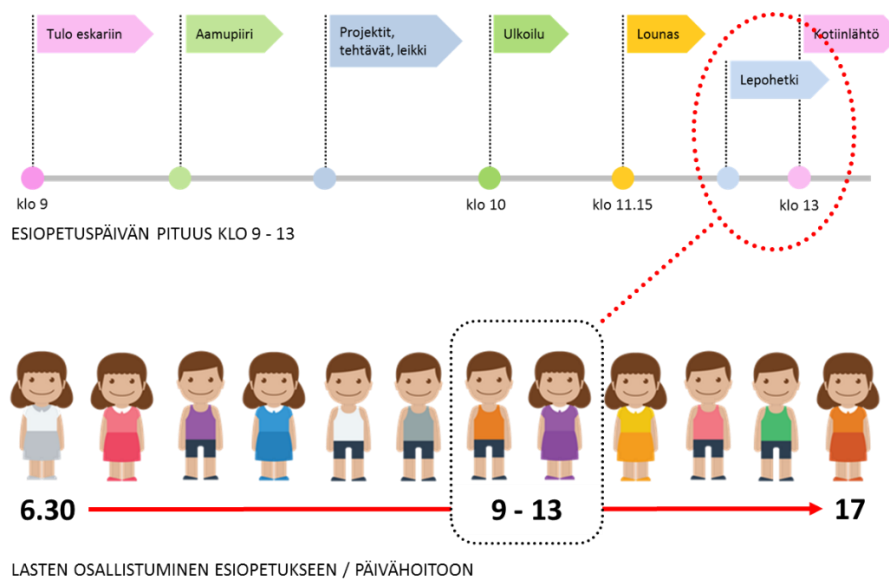 Tulo eskariin
Aamupiiri
Projektit,
tehtävät, leikki
Ulkoilu
Lounas
Kotiinlähtö
Lepohetki
klo 9
klo 10
klo 11.15
klo 13
ESIOPETUSPÄIVÄN PITUUS KLO 9 - 13
6.30
9 - 13
17
LASTEN OSALLISTUMINEN ESIOPETUKSEEN / PÄIVÄHOITOON